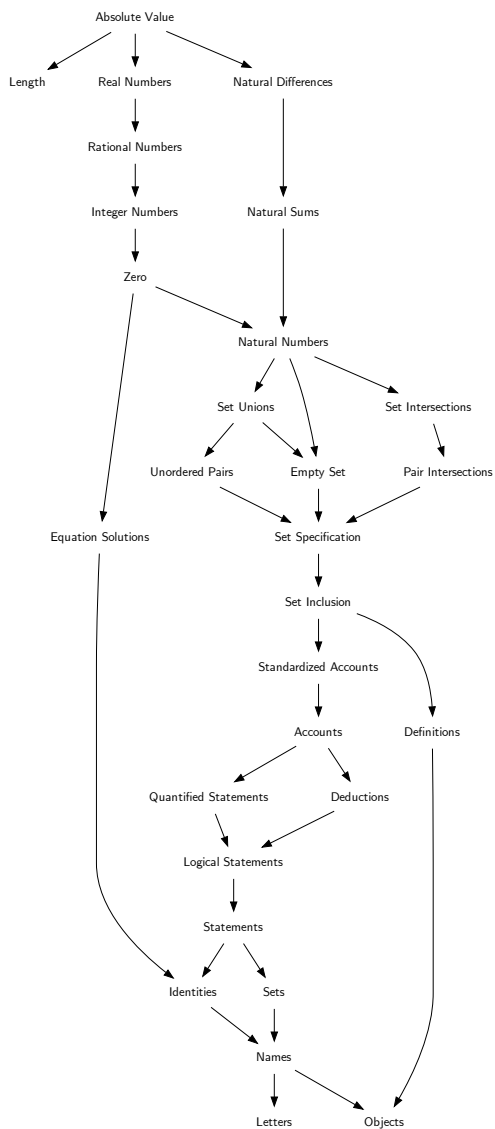 Absolute Value
Length
Real Numbers
Natural Differences
Rational Numbers
Integer Numbers
Natural Sums
Zero
Natural Numbers
Set Unions
Set Intersections
Unordered Pairs
Empty Set
Pair Intersections
Equation Solutions
Set Specification
Set Inclusion
Standardized Accounts
Accounts
Definitions
Quantified Statements
Deductions
Logical Statements
Statements
Identities
Sets
Names
Letters
Objects